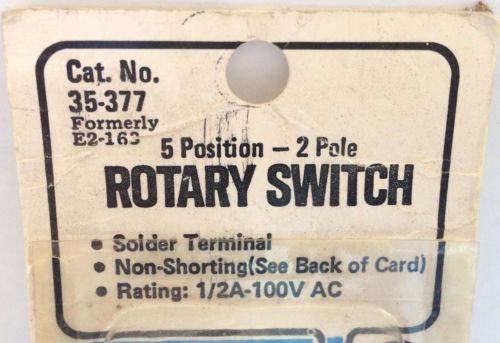 Cat. No.
35-377
Formerly
E2-163
5 Position – 2 Pole
ROTARY SWITCH
• Solder Terminal
• Non-Shorting(See Back of Card)
• Rating: 1/2A-100V AC